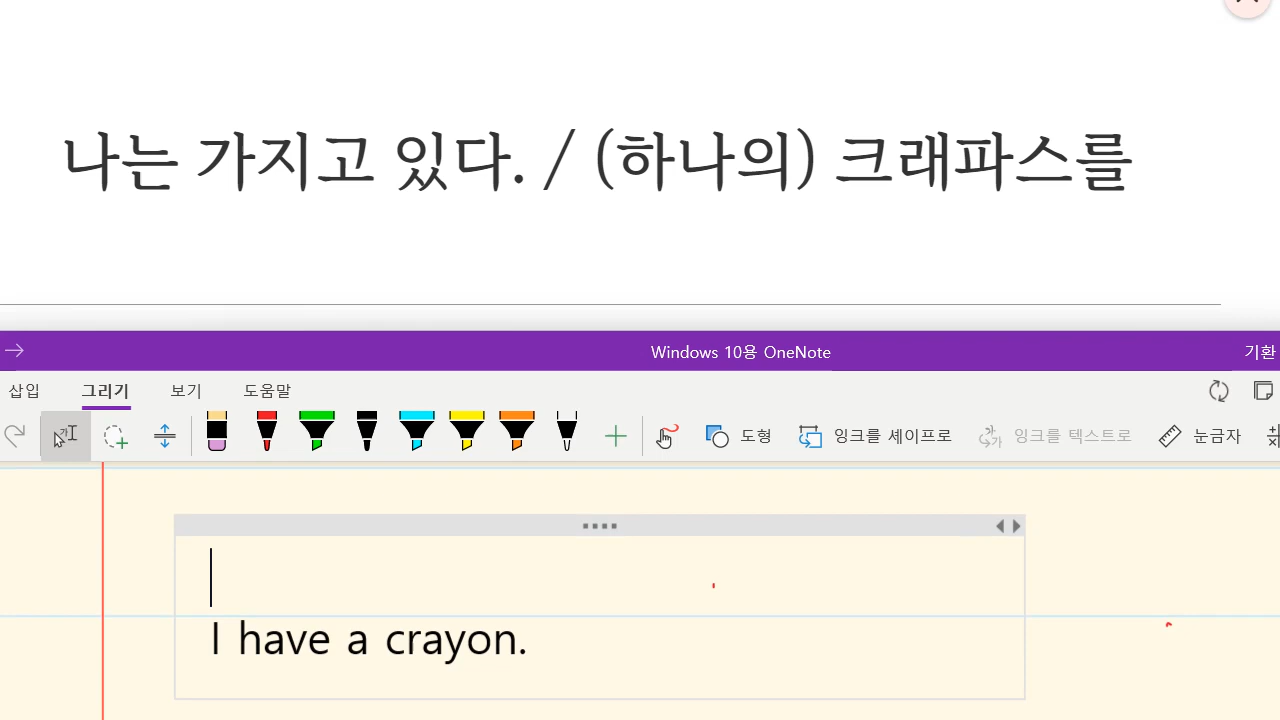 나는 가지고 있다. / (하나의) 크래파스를
Windows 10용 OneNote 기환
삽입 그리기 보기 도움말
도형 잉크를 셰이프로 잉크를 텍스트로 눈금자
I have a crayon.